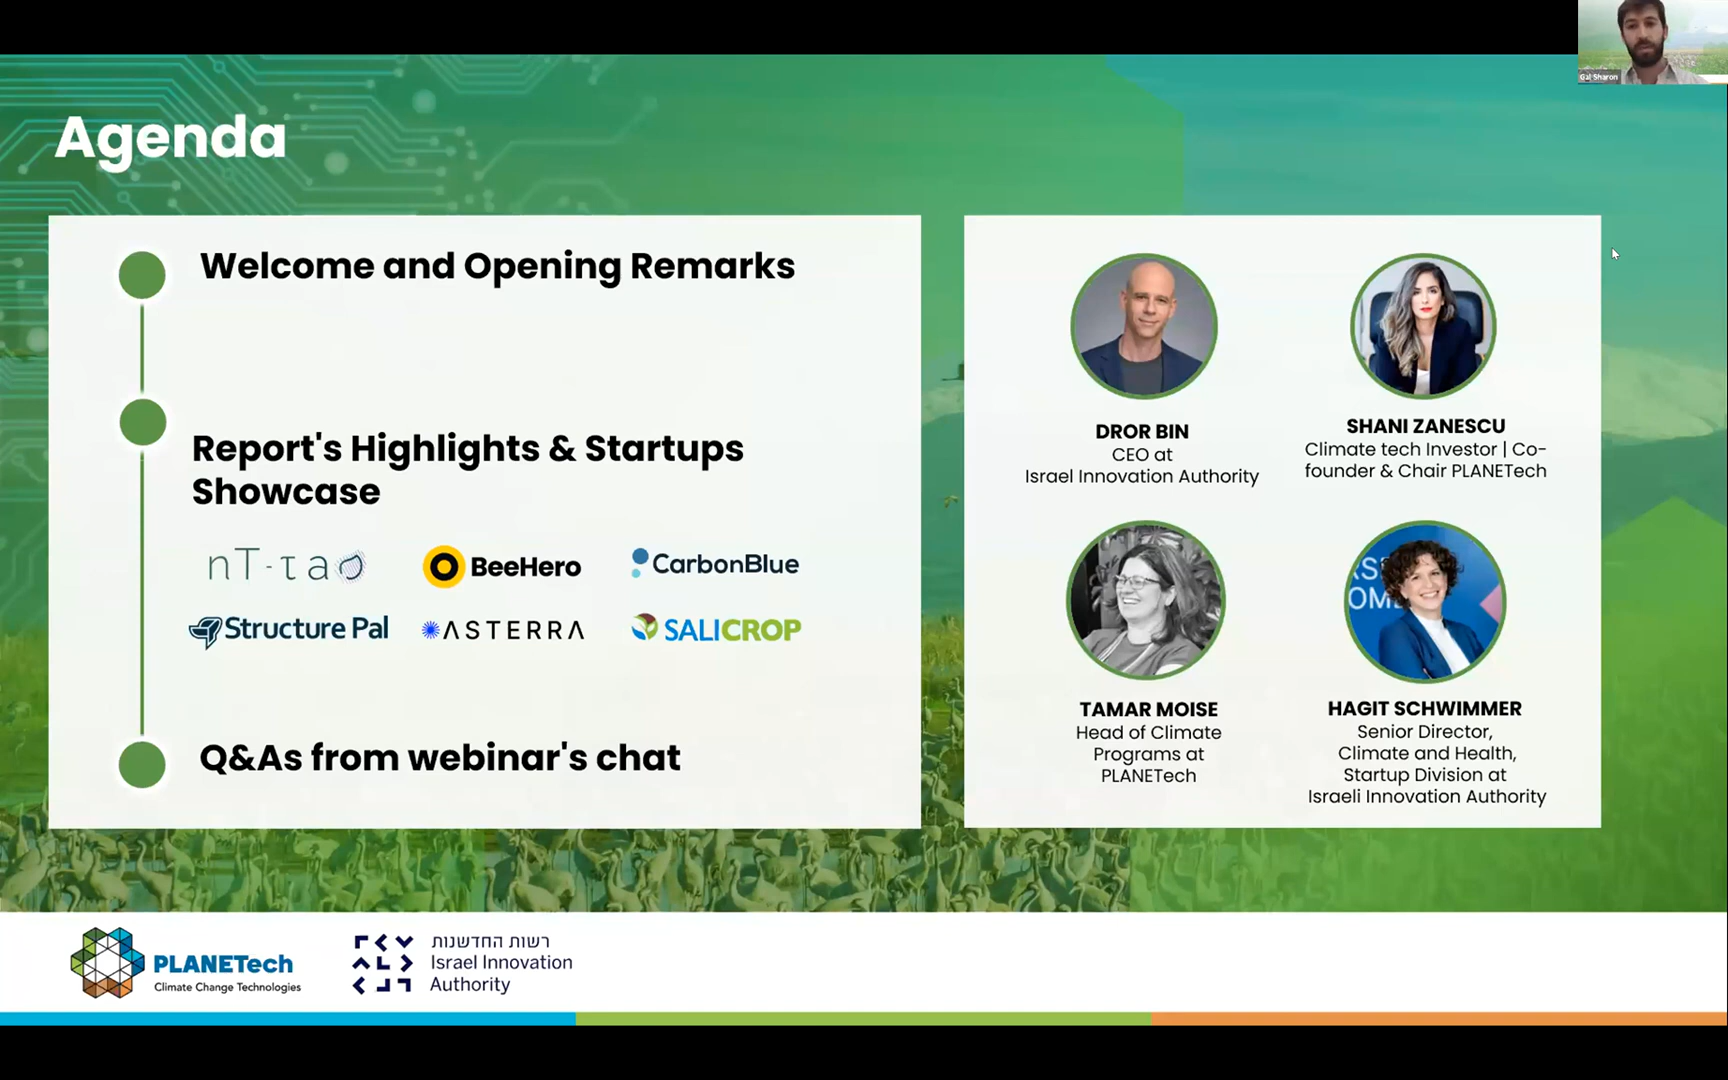 Gal Sharon
Agenda
Welcome and Opening Remarks
Report's Highlights & Startups
Showcase
nT-τao
BeeHero
CarbonBlue
Structure Pal
ASTERRA
SALICROP
Q&As from webinar's chat
DROR BIN
CEO at
Israel Innovation Authority
SHANI ZANESCU
Climate tech Investor | Co-
founder & Chair PLANETech
TAMAR MOISE
Head of Climate
Programs at
PLANETech
HAGIT SCHWIMMER
Senior Director,
Climate and Health,
Startup Division at
Israeli Innovation Authority
PLANETech
Climate Change Technologies
רשות החדשנות
Israel Innovation
Authority